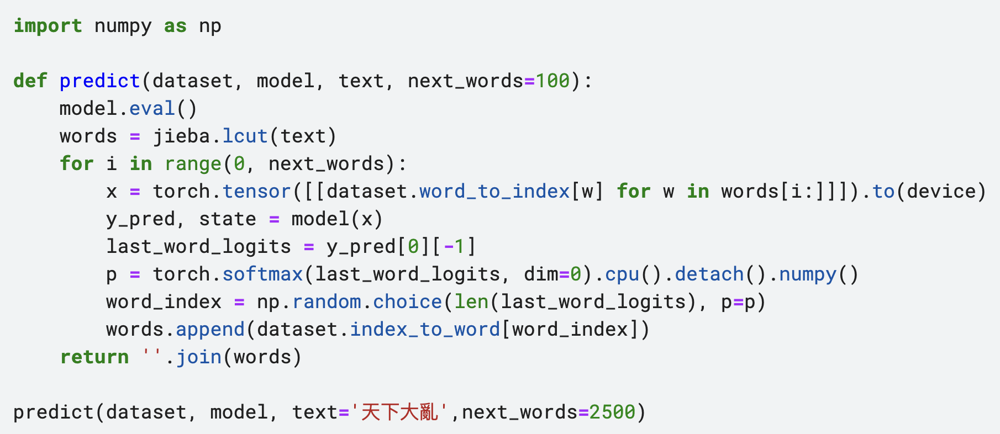 import numpy as np

def predict(dataset, model, text, next_words=100):
    model.eval()
    words = jieba.lcut(text)
    for i in range(0, next_words):
        x = torch.tensor([[dataset.word_to_index[w] for w in words[i:]]]).to(device)
        y_pred, state = model(x)
        last_word_logits = y_pred[0][-1]
        p = torch.softmax(last_word_logits, dim=0).cpu().detach().numpy()
        word_index = np.random.choice(len(last_word_logits), p=p)
        words.append(dataset.index_to_word[word_index])
    return ''.join(words)

predict(dataset, model, text='天下大亂',next_words=2500)